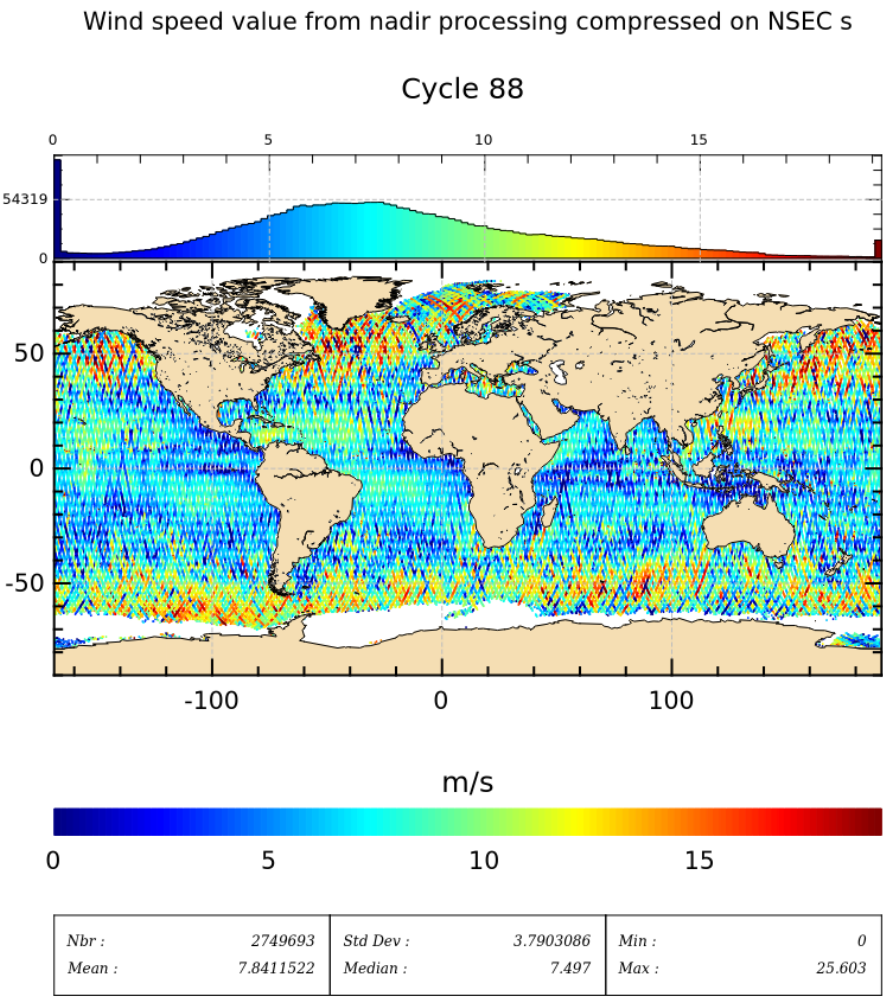 Wind speed value from nadir processing compressed on NSEC s
Cycle 88
0 5 10 15
54319
0
50
0
-50
-100 0 100
m/s
0 5 10 15
Nbr : 2749693 Std Dev : 3.7903086 Min : 0
Mean : 7.8411522 Median : 7.497 Max : 25.603